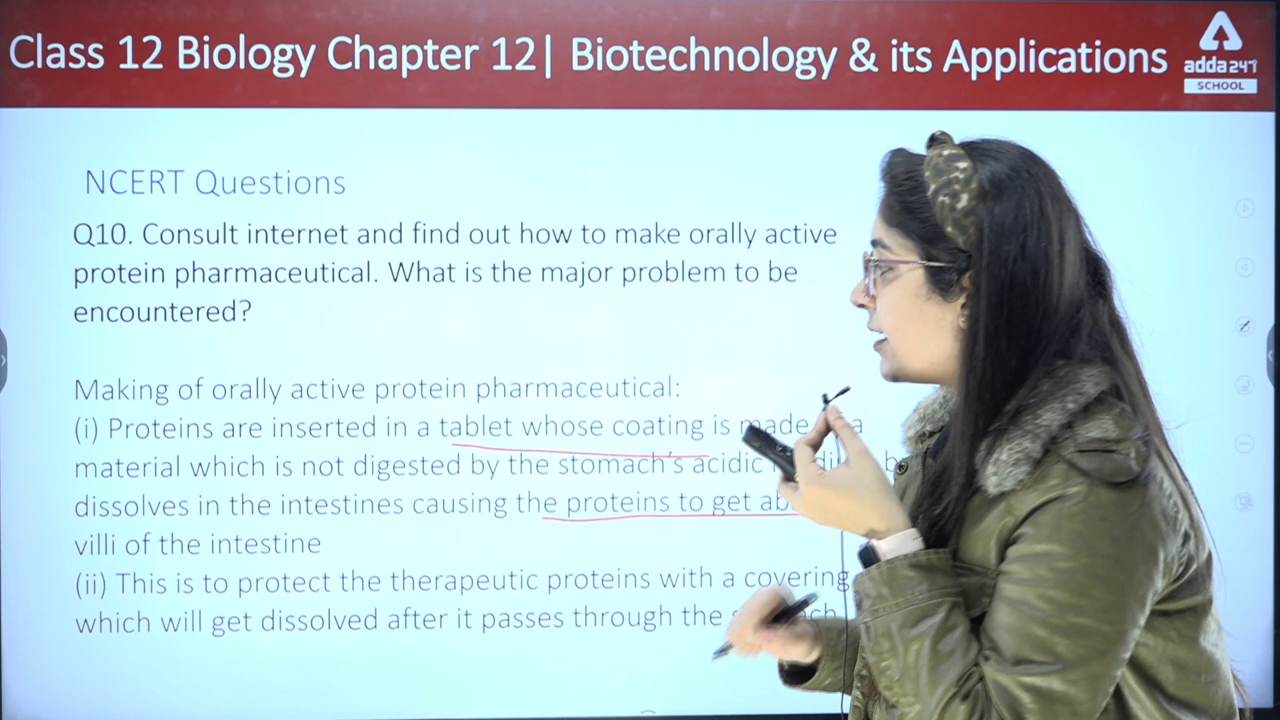 Class 12 Biology Chapter 12| Biotechnology & its Applications
adda247
SCHOOL
NCERT Questions
Q10. Consult internet and find out how to make orally active
protein pharmaceutical. What is the major problem to be
encountered?
Making of orally active protein pharmaceutical:
(i) Proteins are inserted in a tablet whose coating is made a
material which is not digested by the stomach's acidic
dissolves in the intestines causing the proteins to get
villi of the intestine
(ii) This is to protect the therapeutic proteins with a covering
which will get dissolved after it passes through the